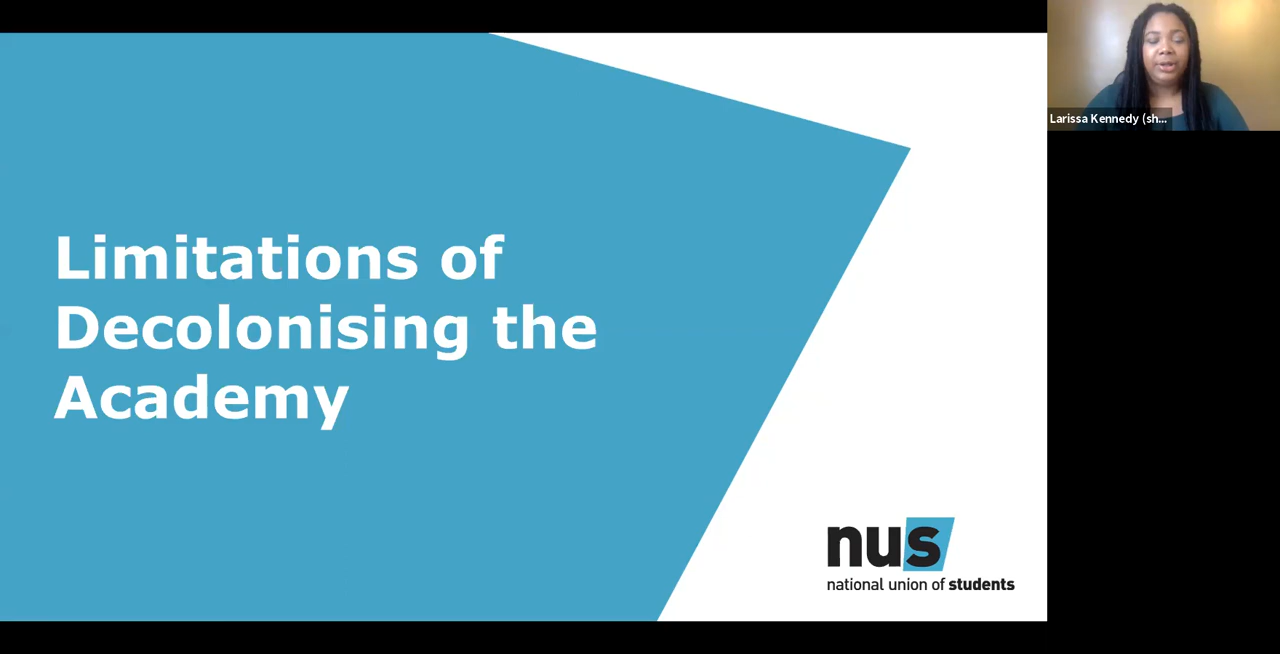 Limitations of
Decolonising the
Academy
nus
national union of students
Larissa Kennedy (sh...